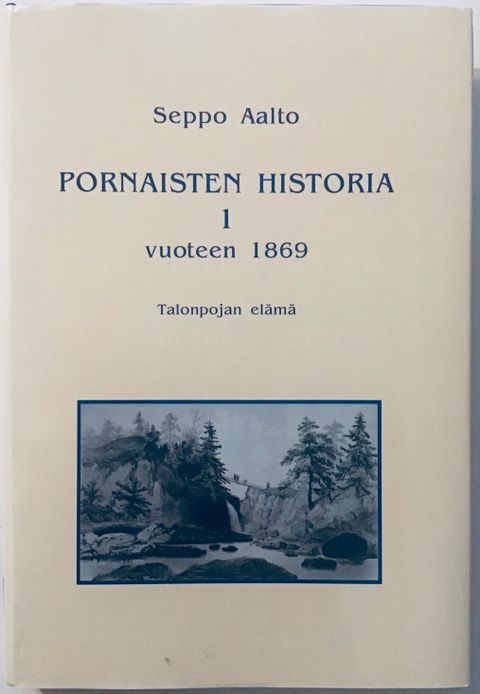 Seppo Aalto
PORNAISTEN HISTORIA
1
vuoteen 1869
Talonpojan elämä